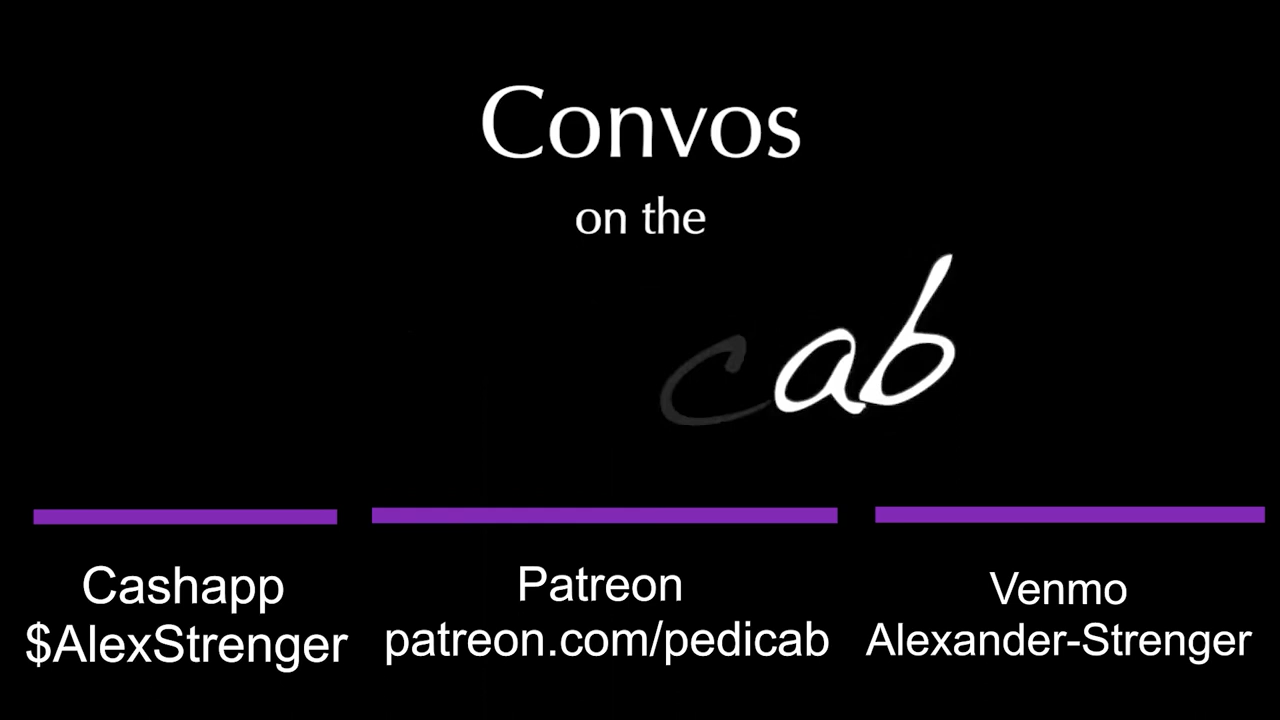 Convos
on the
cab
Cashapp
$AlexStrenger
Patreon
patreon.com/pedicab
Venmo
Alexander-Strenger